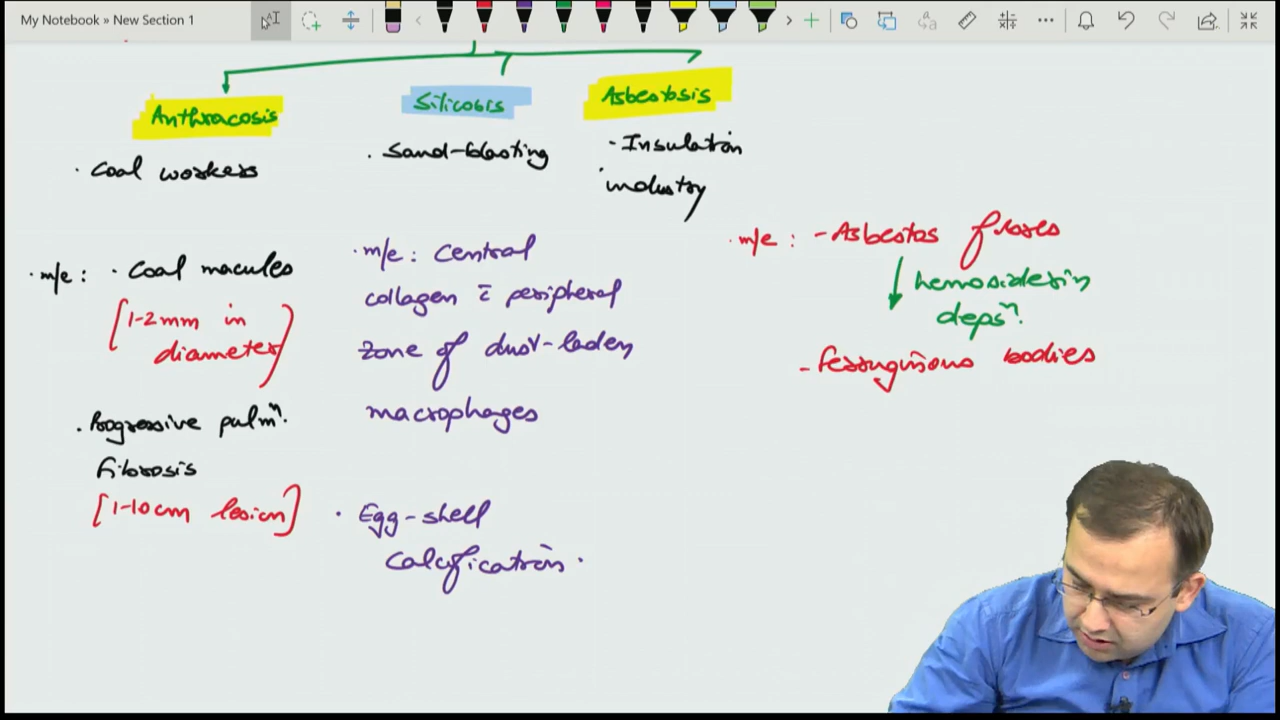 My Notebook » New Section 1
Anthracosis
Silicosis
Asbestosis
· Coal workers
· Sand-blasting
- Insulation
industry
· m/e : · Coal macules
[1-2mm in
diameter]
· Progressive pulmⁿ.
fibrosis
[1-10cm lesion]
· m/e : Central
collagen c̄ peripheral
zone of dust-laden
macrophages
· Egg-shell
Calcification ·
· m/e : - Asbestos fibres
↓ hemosiderin
depsⁿ.
- ferruginous bodies